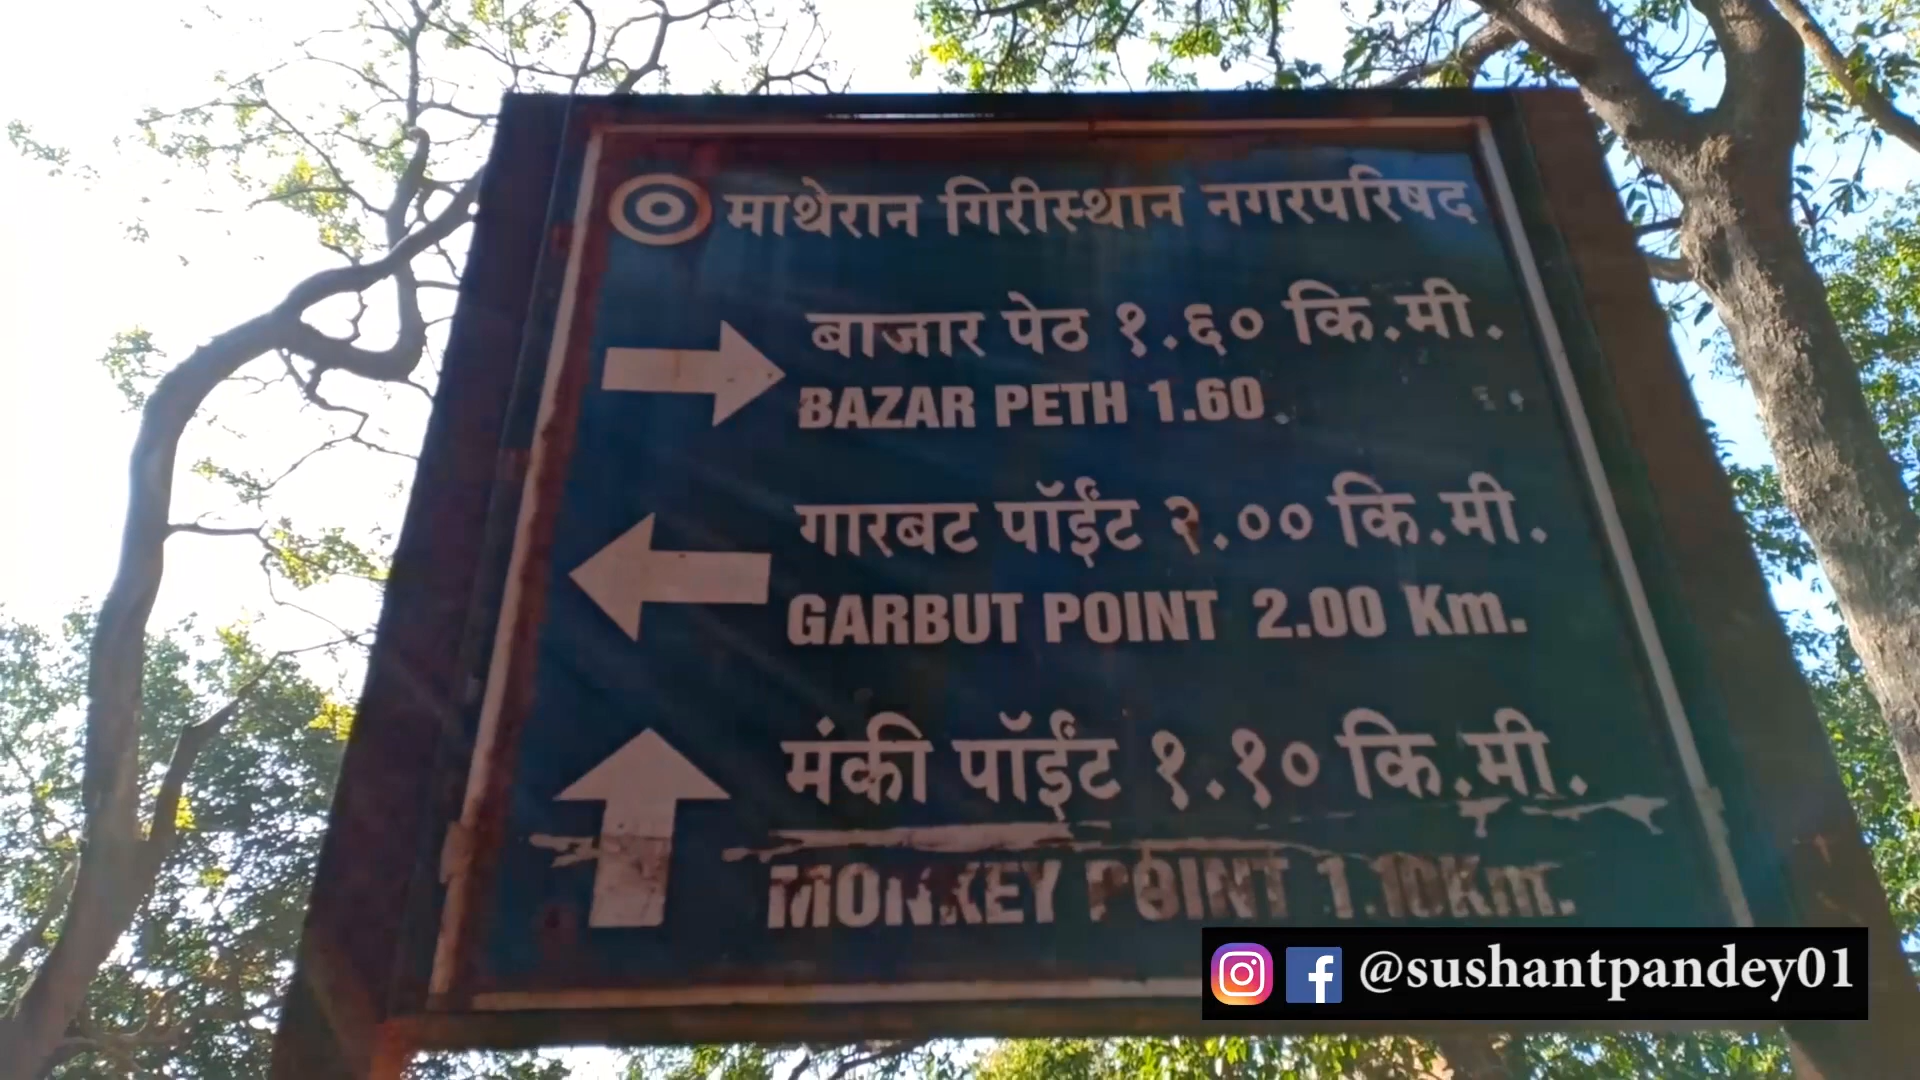 माथेरान गिरीस्थान नगरपरिषद
बाजार पेठ १.६० कि.मी.
BAZAR PETH 1.60
गारबट पॉईंट २.०० कि.मी.
GARBUT POINT 2.00 Km.
मंकी पॉईंट १.१० कि.मी.
MONKEY POINT 1.10Km.
@sushantpandey01